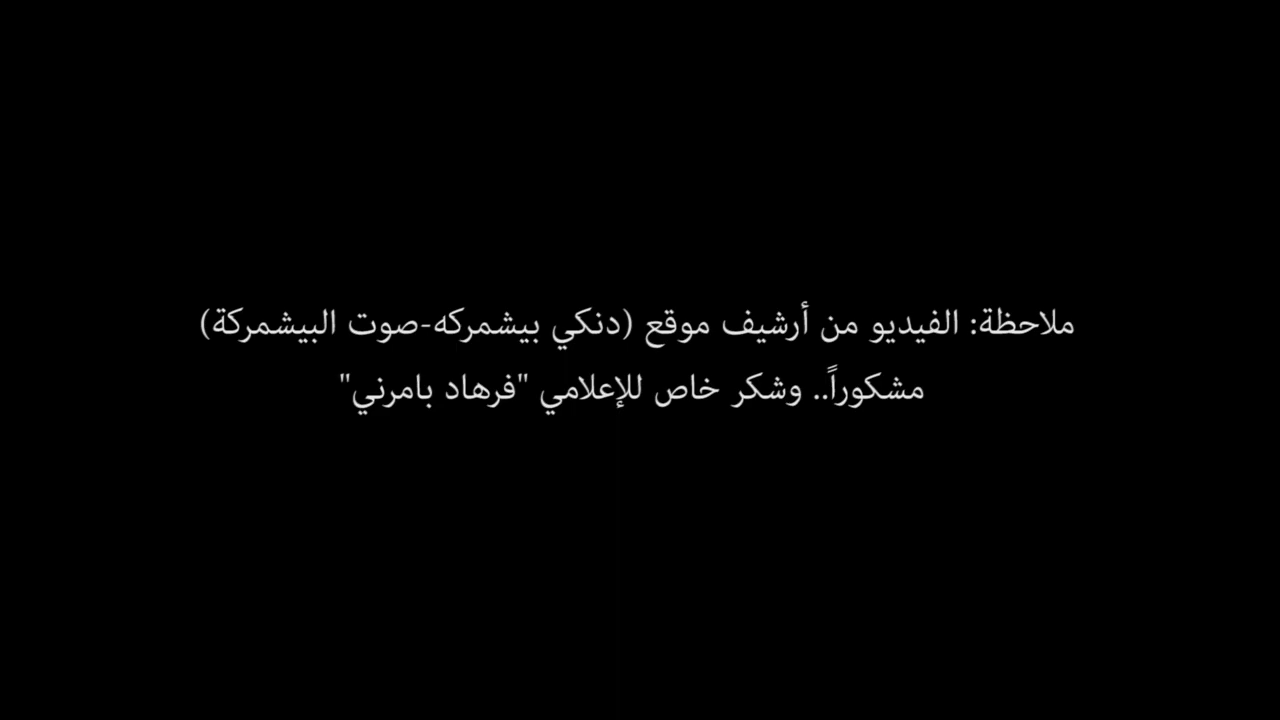 ملاحظة: الفيديو من أرشيف موقع (دنكي بيشمركه-صوت البيشمركة)
مشكوراً.. وشكر خاص للإعلامي "فرهاد بامرني"